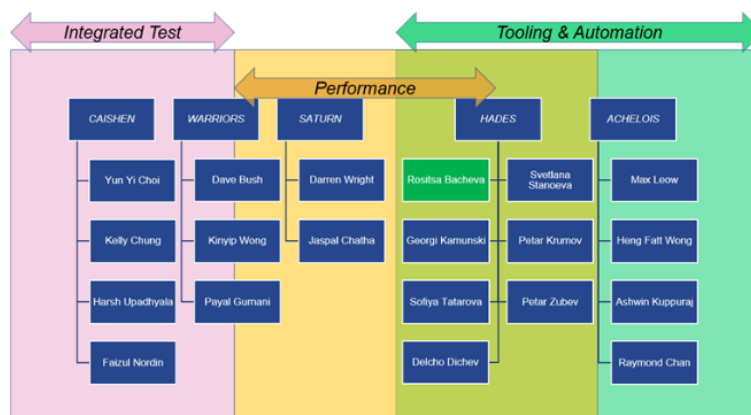 Integrated Test
Tooling & Automation
Performance
CAISHEN
WARRIORS
SATURN
HADES
ACHELOIS
Yun Yi Choi
Dave Bush
Darren Wright
Rositsa Bacheva
Svetlana
Stanoeva
Max Leow
Kelly Chung
Kinyip Wong
Jaspal Chatha
Georgi Kamunski
Petar Krumov
Heng Fatt Wong
Harsh Upadhyala
Payal Gurnani
Sofiya Tatarova
Petar Zubev
Ashwin Kuppuraj
Faizul Nordin
Delcho Dichev
Raymond Chan